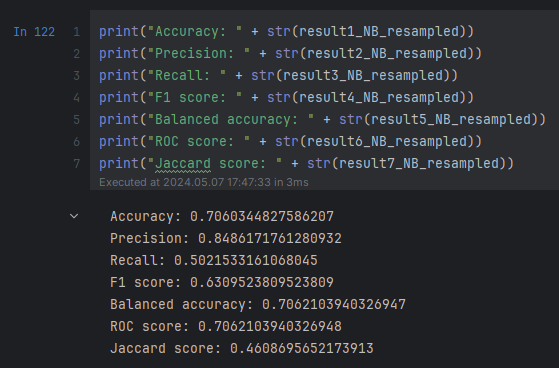 In 122
1 print("Accuracy: " + str(result1_NB_resampled))
2 print("Precision: " + str(result2_NB_resampled))
3 print("Recall: " + str(result3_NB_resampled))
4 print("F1 score: " + str(result4_NB_resampled))
5 print("Balanced accuracy: " + str(result5_NB_resampled))
6 print("ROC score: " + str(result6_NB_resampled))
7 print("Jaccard score: " + str(result7_NB_resampled))
Executed at 2024.05.07 17:47:33 in 3ms
Accuracy: 0.7060344827586207
Precision: 0.8486171761280932
Recall: 0.5021533161068045
F1 score: 0.6309523809523809
Balanced accuracy: 0.7062103940326947
ROC score: 0.7062103940326948
Jaccard score: 0.4608695652173913